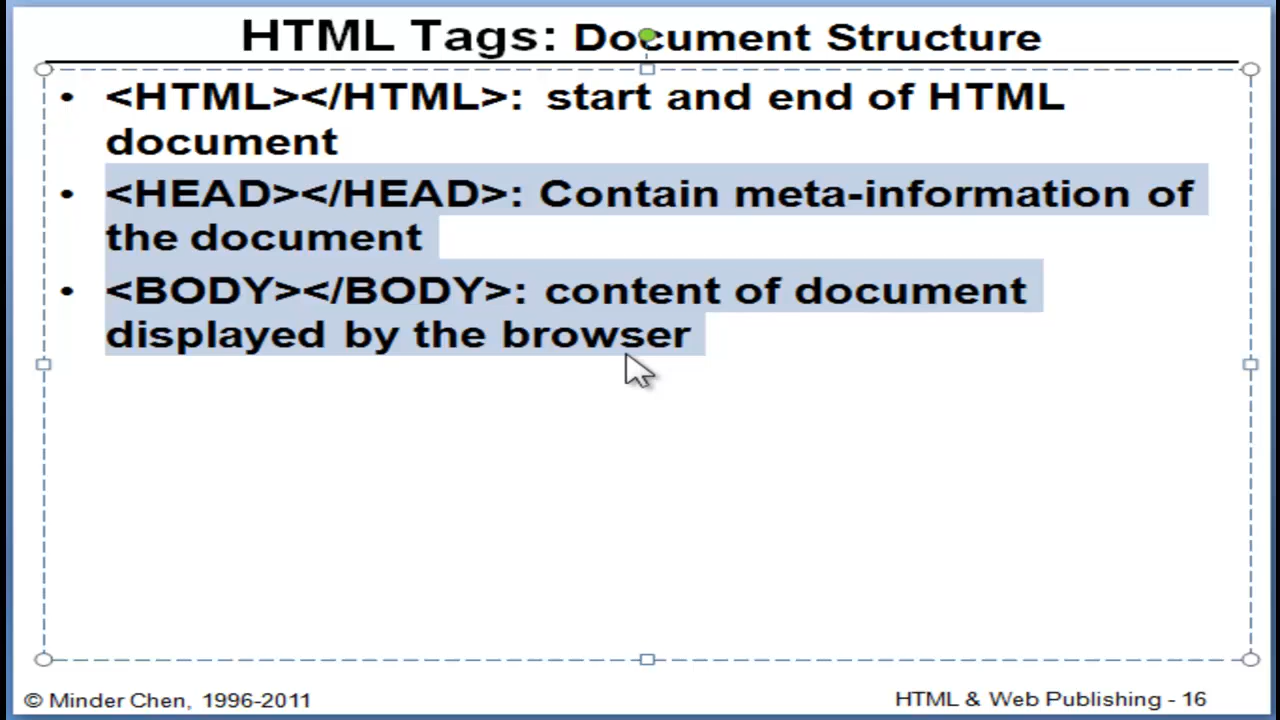 HTML Tags: Document Structure
• <HTML></HTML>: start and end of HTML
document
• <HEAD></HEAD>: Contain meta-information of
the document
• <BODY></BODY>: content of document
displayed by the browser
© Minder Chen, 1996-2011
HTML & Web Publishing - 16